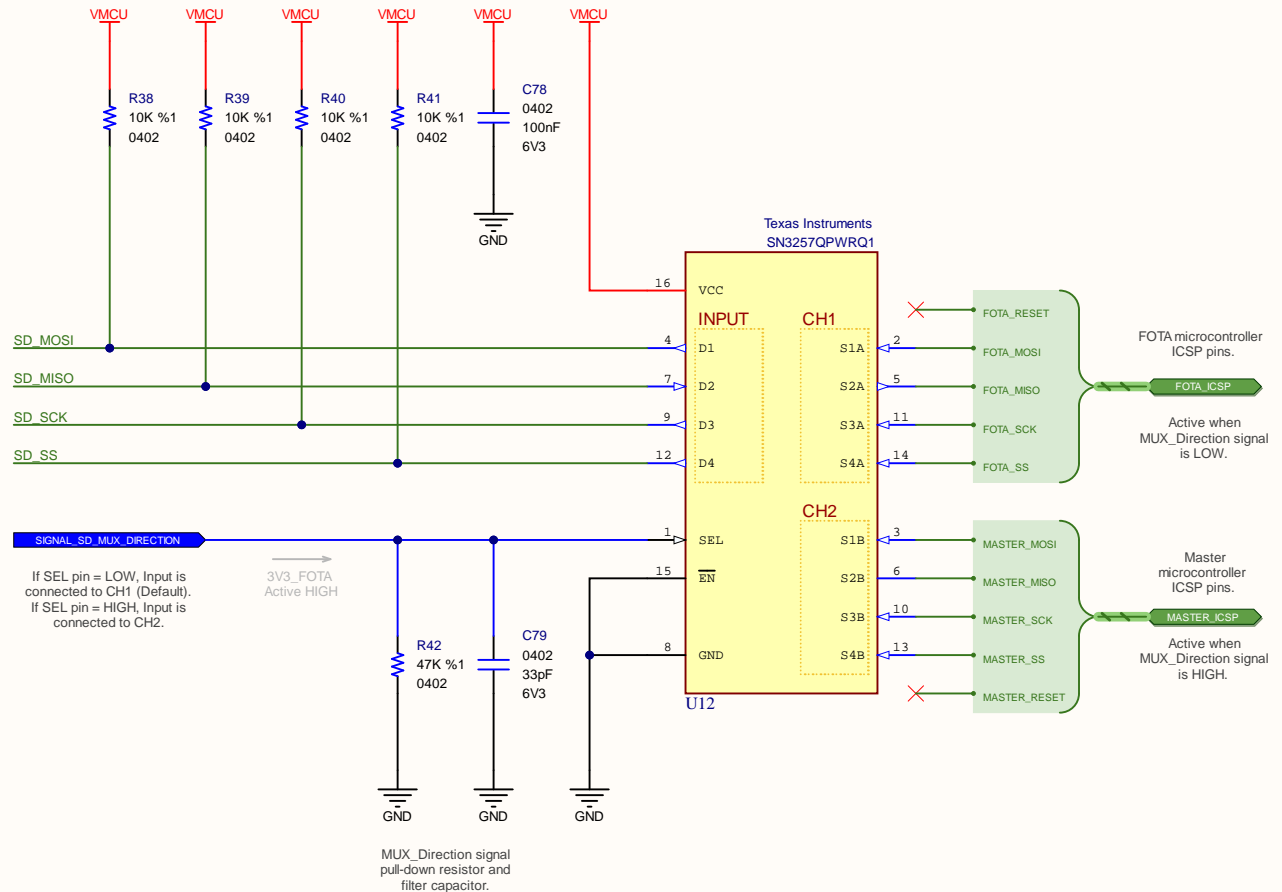 VMCU
VMCU
VMCU
VMCU
VMCU
VMCU
R38
10K %1
0402
R39
10K %1
0402
R40
10K %1
0402
R41
10K %1
0402
C78
0402
100nF
6V3
GND
Texas Instruments
SN3257QPWRQ1
16
VCC
INPUT
CH1
SD_MOSI
4
D1
S1A
2
SD_MISO
7
D2
S2A
5
SD_SCK
9
D3
S3A
11
SD_SS
12
D4
S4A
14
FOTA_RESET
FOTA_MOSI
FOTA_MISO
FOTA_SCK
FOTA_SS
FOTA microcontroller
ICSP pins.
FOTA_ICSP
Active when
MUX_Direction signal
is LOW.
SIGNAL_SD_MUX_DIRECTION
If SEL pin = LOW, Input is
connected to CH1 (Default).
If SEL pin = HIGH, Input is
connected to CH2.
3V3_FOTA
Active HIGH
1
SEL
15
EN
8
GND
CH2
S1B
3
S2B
6
S3B
10
S4B
13
U12
MASTER_MOSI
MASTER_MISO
MASTER_SCK
MASTER_SS
MASTER_RESET
Master
microcontroller
ICSP pins.
MASTER_ICSP
Active when
MUX_Direction signal
is HIGH.
R42
47K %1
0402
C79
0402
33pF
6V3
GND
GND
GND
MUX_Direction signal
pull-down resistor and
filter capacitor.